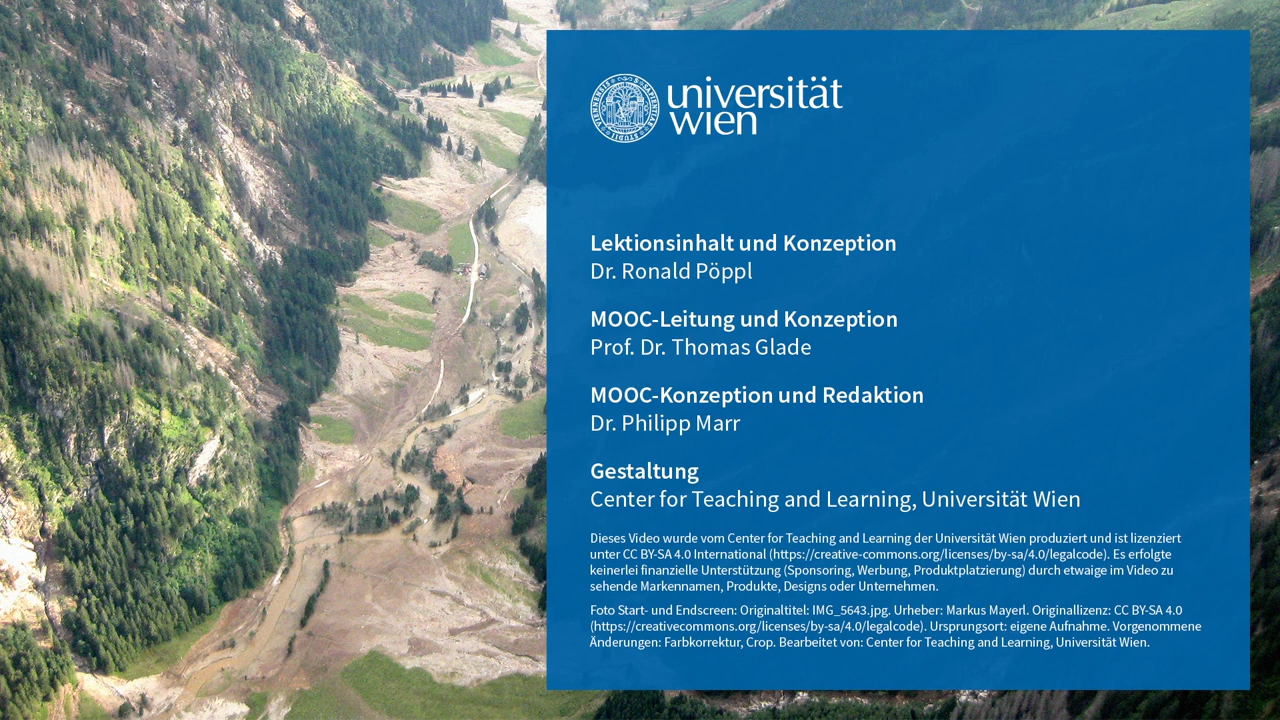 universität
wien
Lektionsinhalt und Konzeption
Dr. Ronald Pöppl
MOOC-Leitung und Konzeption
Prof. Dr. Thomas Glade
MOOC-Konzeption und Redaktion
Dr. Philipp Marr
Gestaltung
Center for Teaching and Learning, Universität Wien
Dieses Video wurde vom Center for Teaching and Learning der Universität Wien produziert und ist lizenziert
unter CC BY-SA 4.0 International (https://creative-commons.org/licenses/by-sa/4.0/legalcode). Es erfolgte
keinerlei finanzielle Unterstützung (Sponsoring, Werbung, Produktplatzierung) durch etwaige im Video zu
sehende Markennamen, Produkte, Designs oder Unternehmen.
Foto Start- und Endscreen: Originaltitel: IMG_5643.jpg. Urheber: Markus Mayerl. Originallizenz: CC BY-SA 4.0
(https://creativecommons.org/licenses/by-sa/4.0/legalcode). Ursprungsort: eigene Aufnahme. Vorgenommene
Änderungen: Farbkorrektur, Crop. Bearbeitet von: Center for Teaching and Learning, Universität Wien.